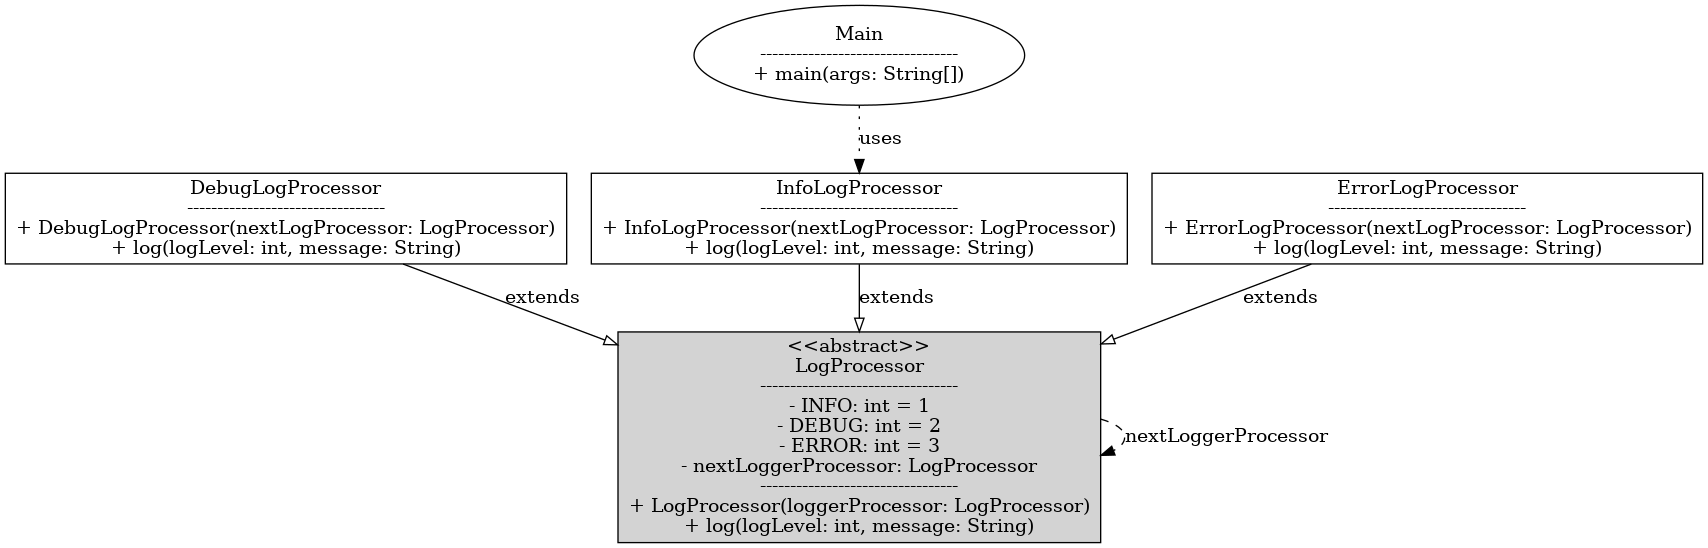 Main
---------------------------------
+ main(args: String[])
uses
DebugLogProcessor
---------------------------------
+ DebugLogProcessor(nextLogProcessor: LogProcessor)
+ log(logLevel: int, message: String)
InfoLogProcessor
---------------------------------
+ InfoLogProcessor(nextLogProcessor: LogProcessor)
+ log(logLevel: int, message: String)
ErrorLogProcessor
---------------------------------
+ ErrorLogProcessor(nextLogProcessor: LogProcessor)
+ log(logLevel: int, message: String)
extends
extends
extends
<<abstract>>
LogProcessor
---------------------------------
- INFO: int = 1
- DEBUG: int = 2
- ERROR: int = 3
- nextLoggerProcessor: LogProcessor
---------------------------------
+ LogProcessor(loggerProcessor: LogProcessor)
+ log(logLevel: int, message: String)
nextLoggerProcessor